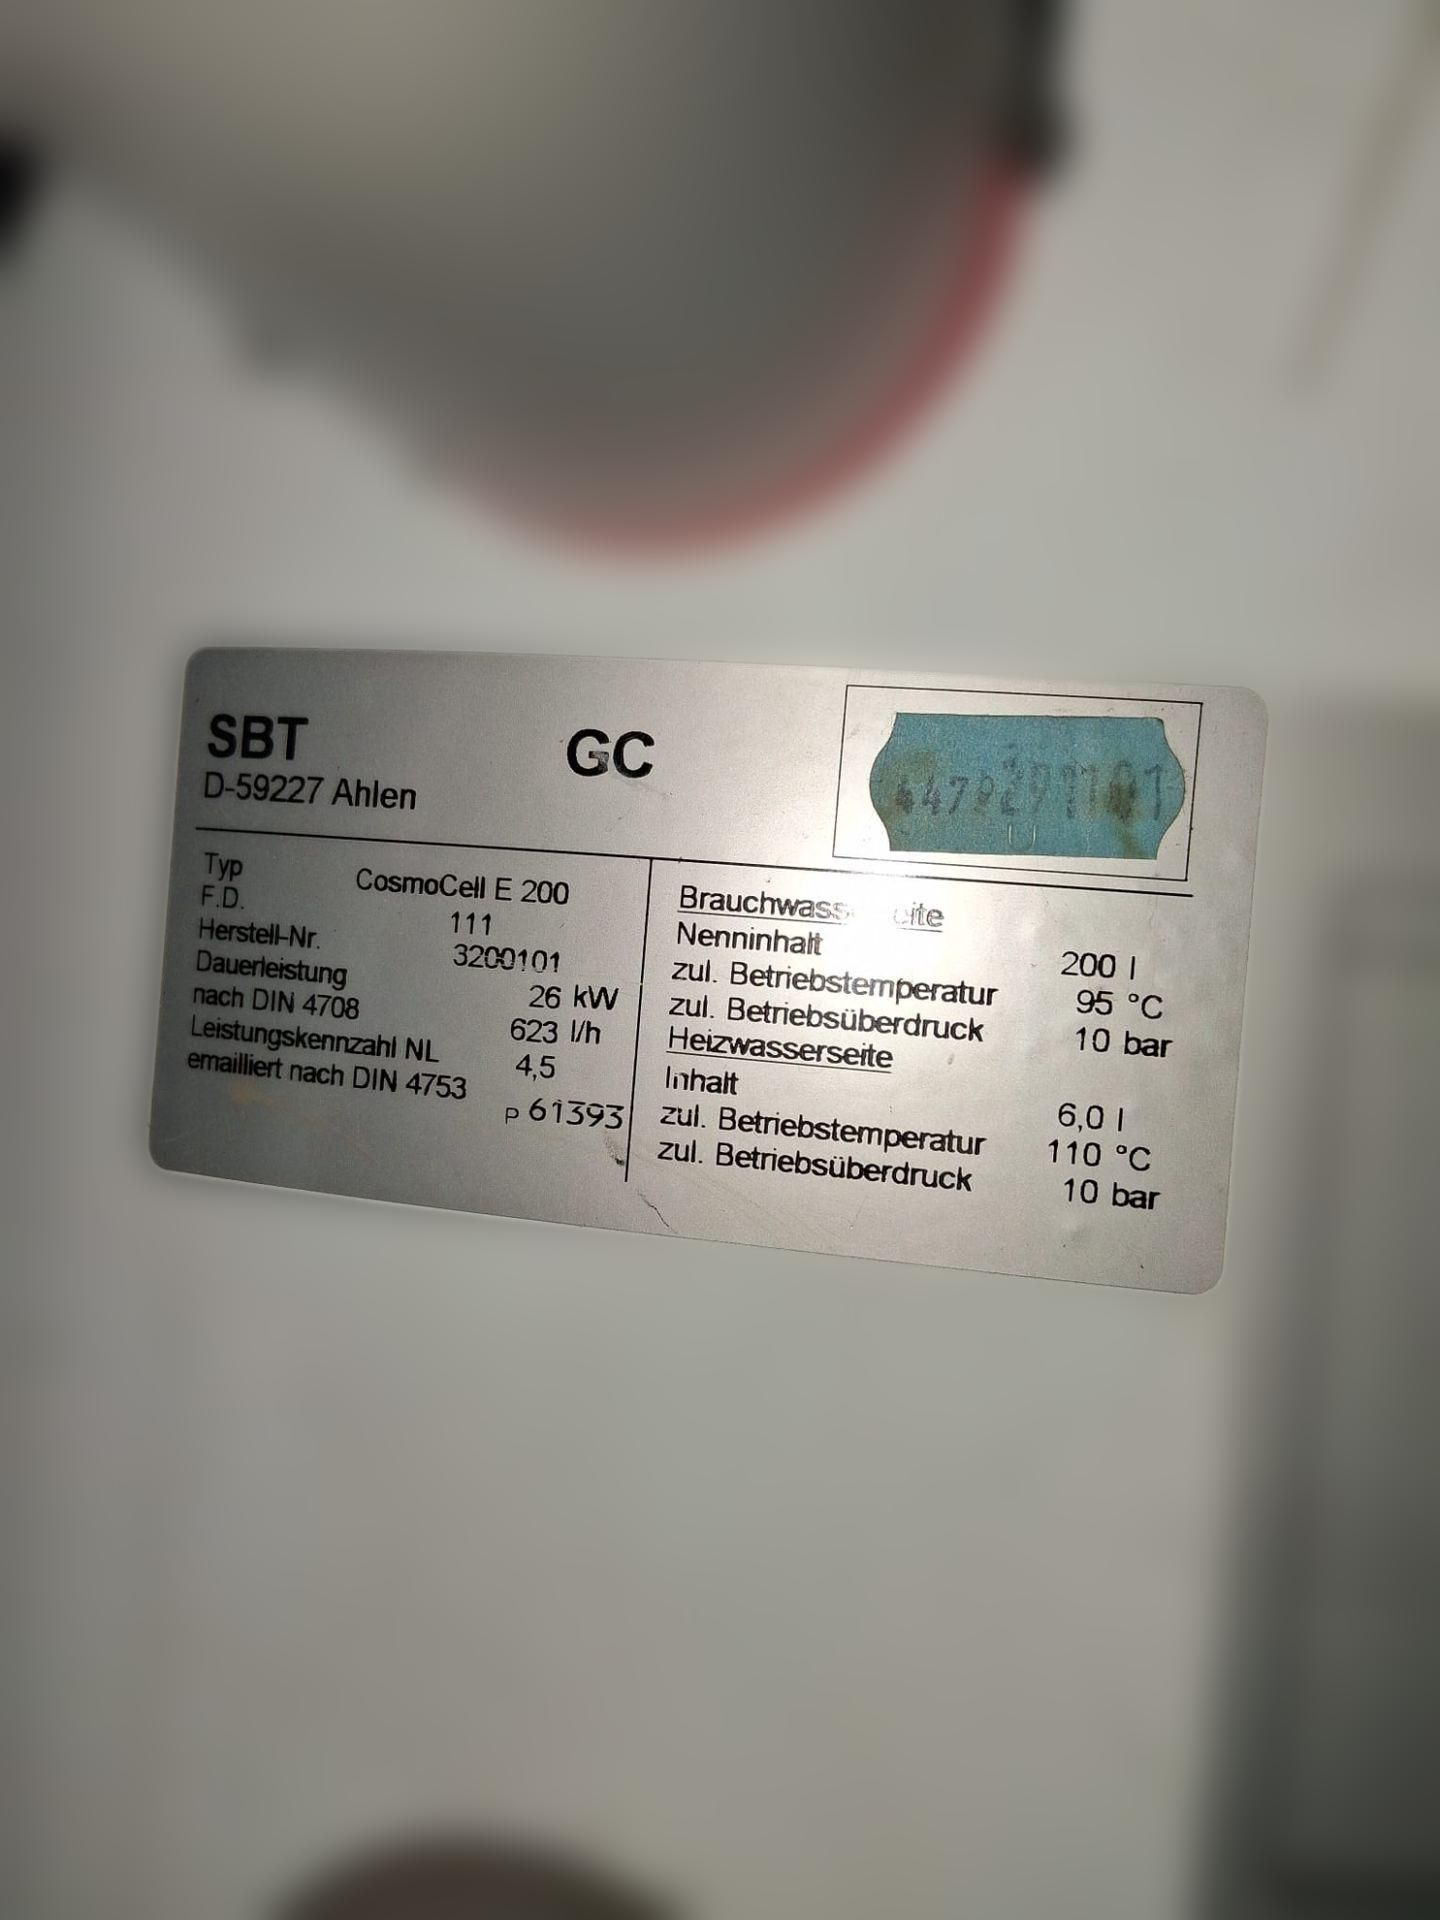 SBT GC
D-59227 Ahlen
Typ CosmoCell E 200
F.D. 111
Herstell-Nr. 3200101
Dauerleistung 26 kW
nach DIN 4708 623 l/h
Leistungskennzahl NL 4,5
emailliert nach DIN 4753
P 61393
Nenninhalt 200 l
zul. Betriebstemperatur 95 °C
zul. Betriebsüberdruck 10 bar
Heizwasserseite
Inhalt 6,0 l
zul. Betriebstemperatur 110 °C
zul. Betriebsüberdruck 10 bar